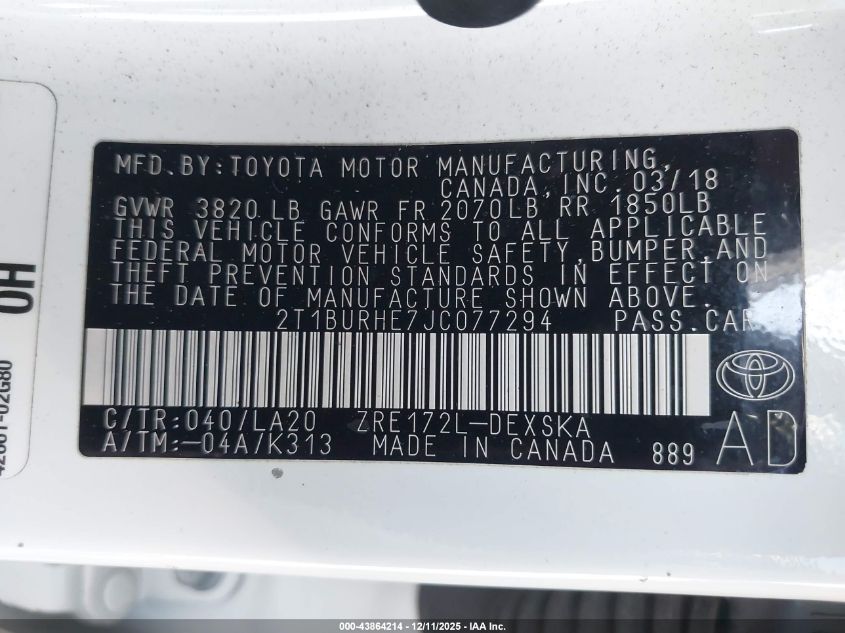 MFD.BY:TOYOTA MOTOR MANUFACTURING,
CANADA, INC. 03/18
GVWR 3820 LB GAWR FR 2070LB RR 1850LB
THIS VEHICLE CONFORMS TO ALL APPLICABLE
FEDERAL MOTOR VEHICLE SAFETY, BUMPER, AND
THEFT PREVENTION STANDARDS IN EFFECT ON
THE DATE OF MANUFACTURE SHOWN ABOVE.
2T1BURHE7JC077294 PASS.CAR
C/TR:040/LA20 ZRE172L-DEXSKA
A/TM:-04A/K313 MADE IN CANADA 889
AD
OH
42661-02G80
000-43864214 - 12/11/2025 - IAA Inc.